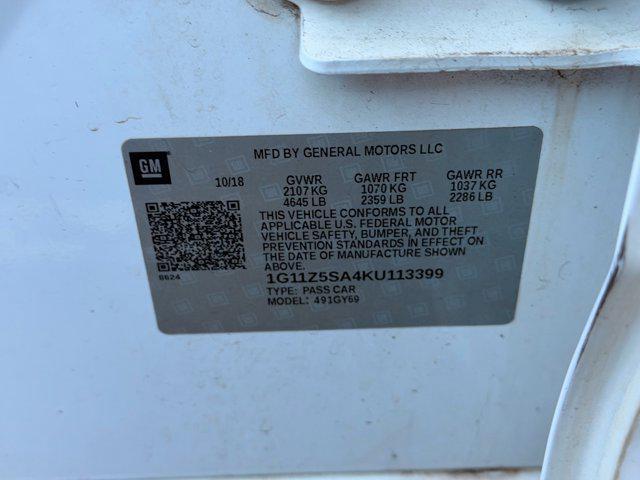 GM
MFD BY GENERAL MOTORS LLC
10/18
GVWR GAWR FRT GAWR RR
2107 KG 1070 KG 1037 KG
4645 LB 2359 LB 2286 LB
THIS VEHICLE CONFORMS TO ALL
APPLICABLE U.S. FEDERAL MOTOR
VEHICLE SAFETY, BUMPER, AND THEFT
PREVENTION STANDARDS IN EFFECT ON
THE DATE OF MANUFACTURE SHOWN
ABOVE.
8624
1G11Z5SA4KU113399
TYPE: PASS CAR
MODEL: 491GY69